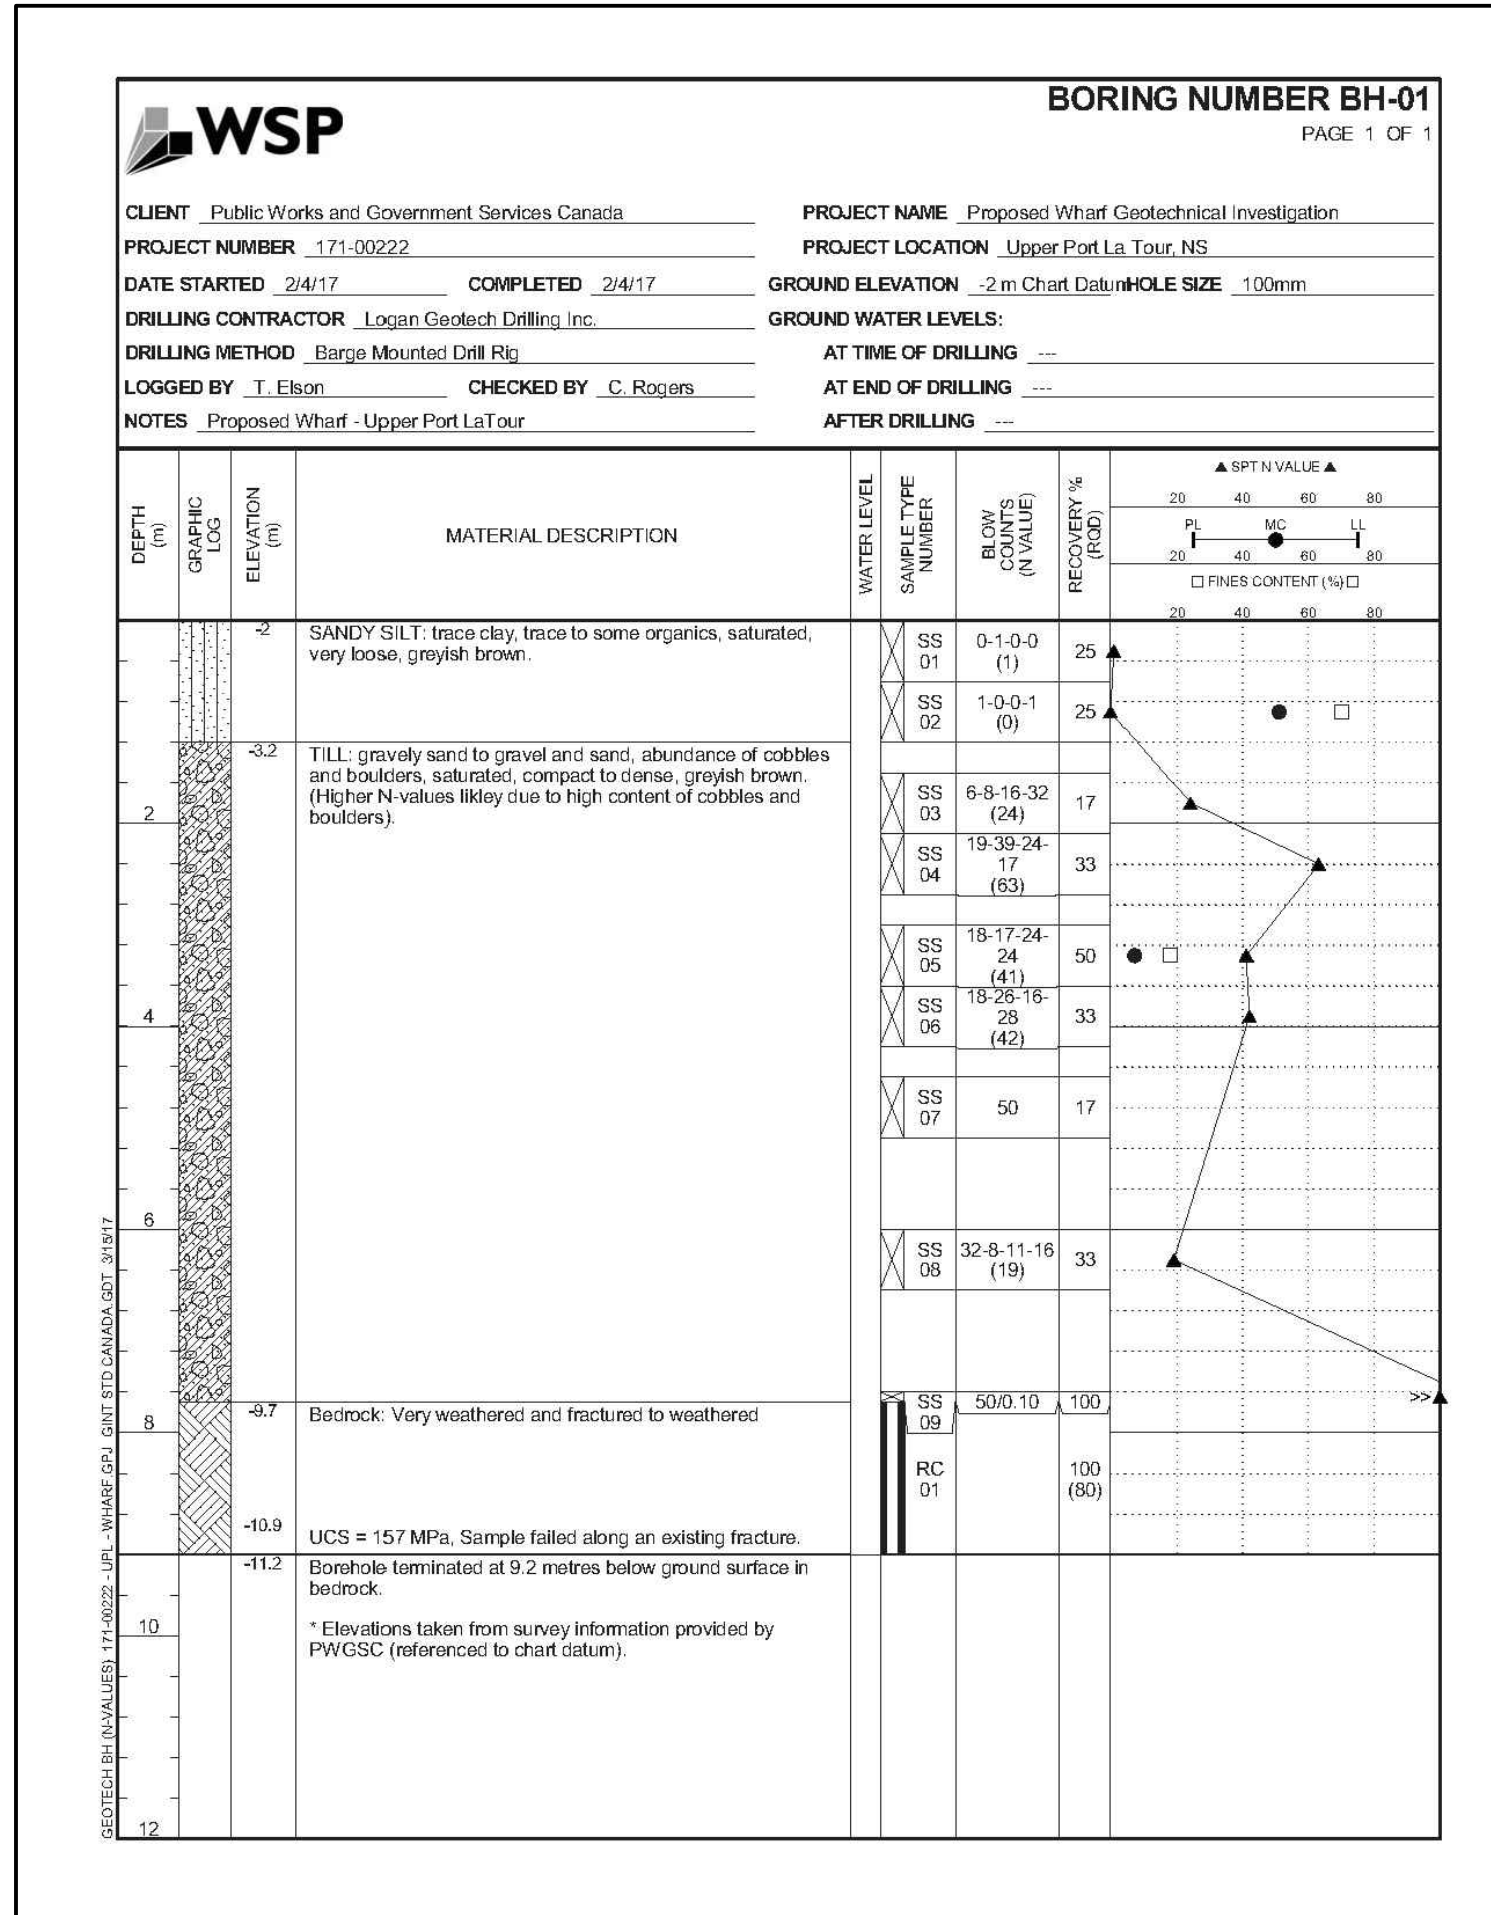 WSP
BORING NUMBER BH-01
PAGE 1 OF 1
CLIENT Public Works and Government Services Canada
PROJECT NAME Proposed Wharf Geotechnical Investigation
PROJECT NUMBER 171-00222
PROJECT LOCATION Upper Port La Tour, NS
DATE STARTED 2/4/17 COMPLETED 2/4/17
GROUND ELEVATION -2 m Chart Datum HOLE SIZE 100mm
DRILLING CONTRACTOR Logan Geotech Drilling Inc.
GROUND WATER LEVELS:
DRILLING METHOD Barge Mounted Drill Rig
AT TIME OF DRILLING ---
LOGGED BY T. Elson CHECKED BY C. Rogers
AT END OF DRILLING ---
NOTES Proposed Wharf - Upper Port LaTour
AFTER DRILLING ---
DEPTH
(m)
GRAPHIC
LOG
ELEVATION
(m)
MATERIAL DESCRIPTION
WATER LEVEL
SAMPLE TYPE
NUMBER
BLOW
COUNTS
(N VALUE)
RECOVERY %
(RQD)
▲ SPT N VALUE ▲
20 40 60 80
PL MC LL
20 40 60 80
□ FINES CONTENT (%) □
20 40 60 80
-2
SANDY SILT: trace clay, trace to some organics, saturated,
very loose, greyish brown.
SS
01
0-1-0-0
(1)
25
SS
02
1-0-0-1
(0)
25
-3.2
TILL: gravely sand to gravel and sand, abundance of cobbles
and boulders, saturated, compact to dense, greyish brown.
(Higher N-values likley due to high content of cobbles and
boulders).
2
SS
03
6-8-16-32
(24)
17
SS
04
19-39-24-
17
(63)
33
SS
05
18-17-24-
24
(41)
50
4
SS
06
18-26-16-
28
(42)
33
SS
07
50
17
6
SS
08
32-8-11-16
(19)
33
SS
09
50/0.10
100
>>
-9.7
Bedrock: Very weathered and fractured to weathered
8
RC
01
100
(80)
-10.9
UCS = 157 MPa, Sample failed along an existing fracture.
-11.2
Borehole terminated at 9.2 metres below ground surface in
bedrock.
10
* Elevations taken from survey information provided by
PWGSC (referenced to chart datum).
12
GEOTECH BH (N-VALUES) 171-00222 - UPL - WHARF.GPJ GINT STD CANADA.GDT 3/15/17